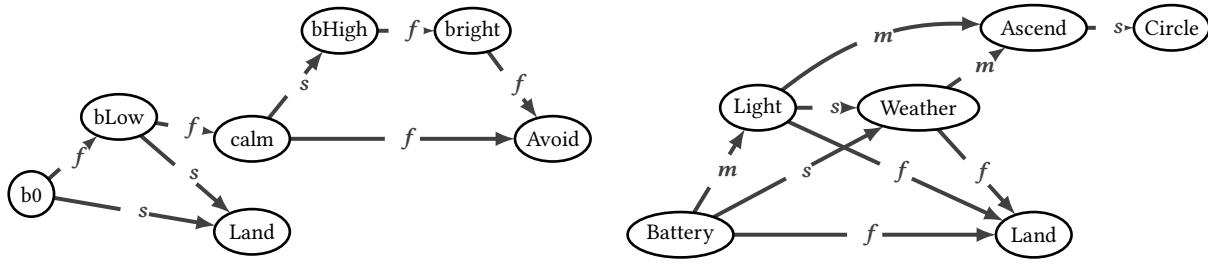 bHigh
f
bright
s
f
bLow
f
calm
f
Avoid
f
s
b0
s
Land
Ascend
s
Circle
m
m
Light
s
Weather
m
s
f
f
Battery
f
Land